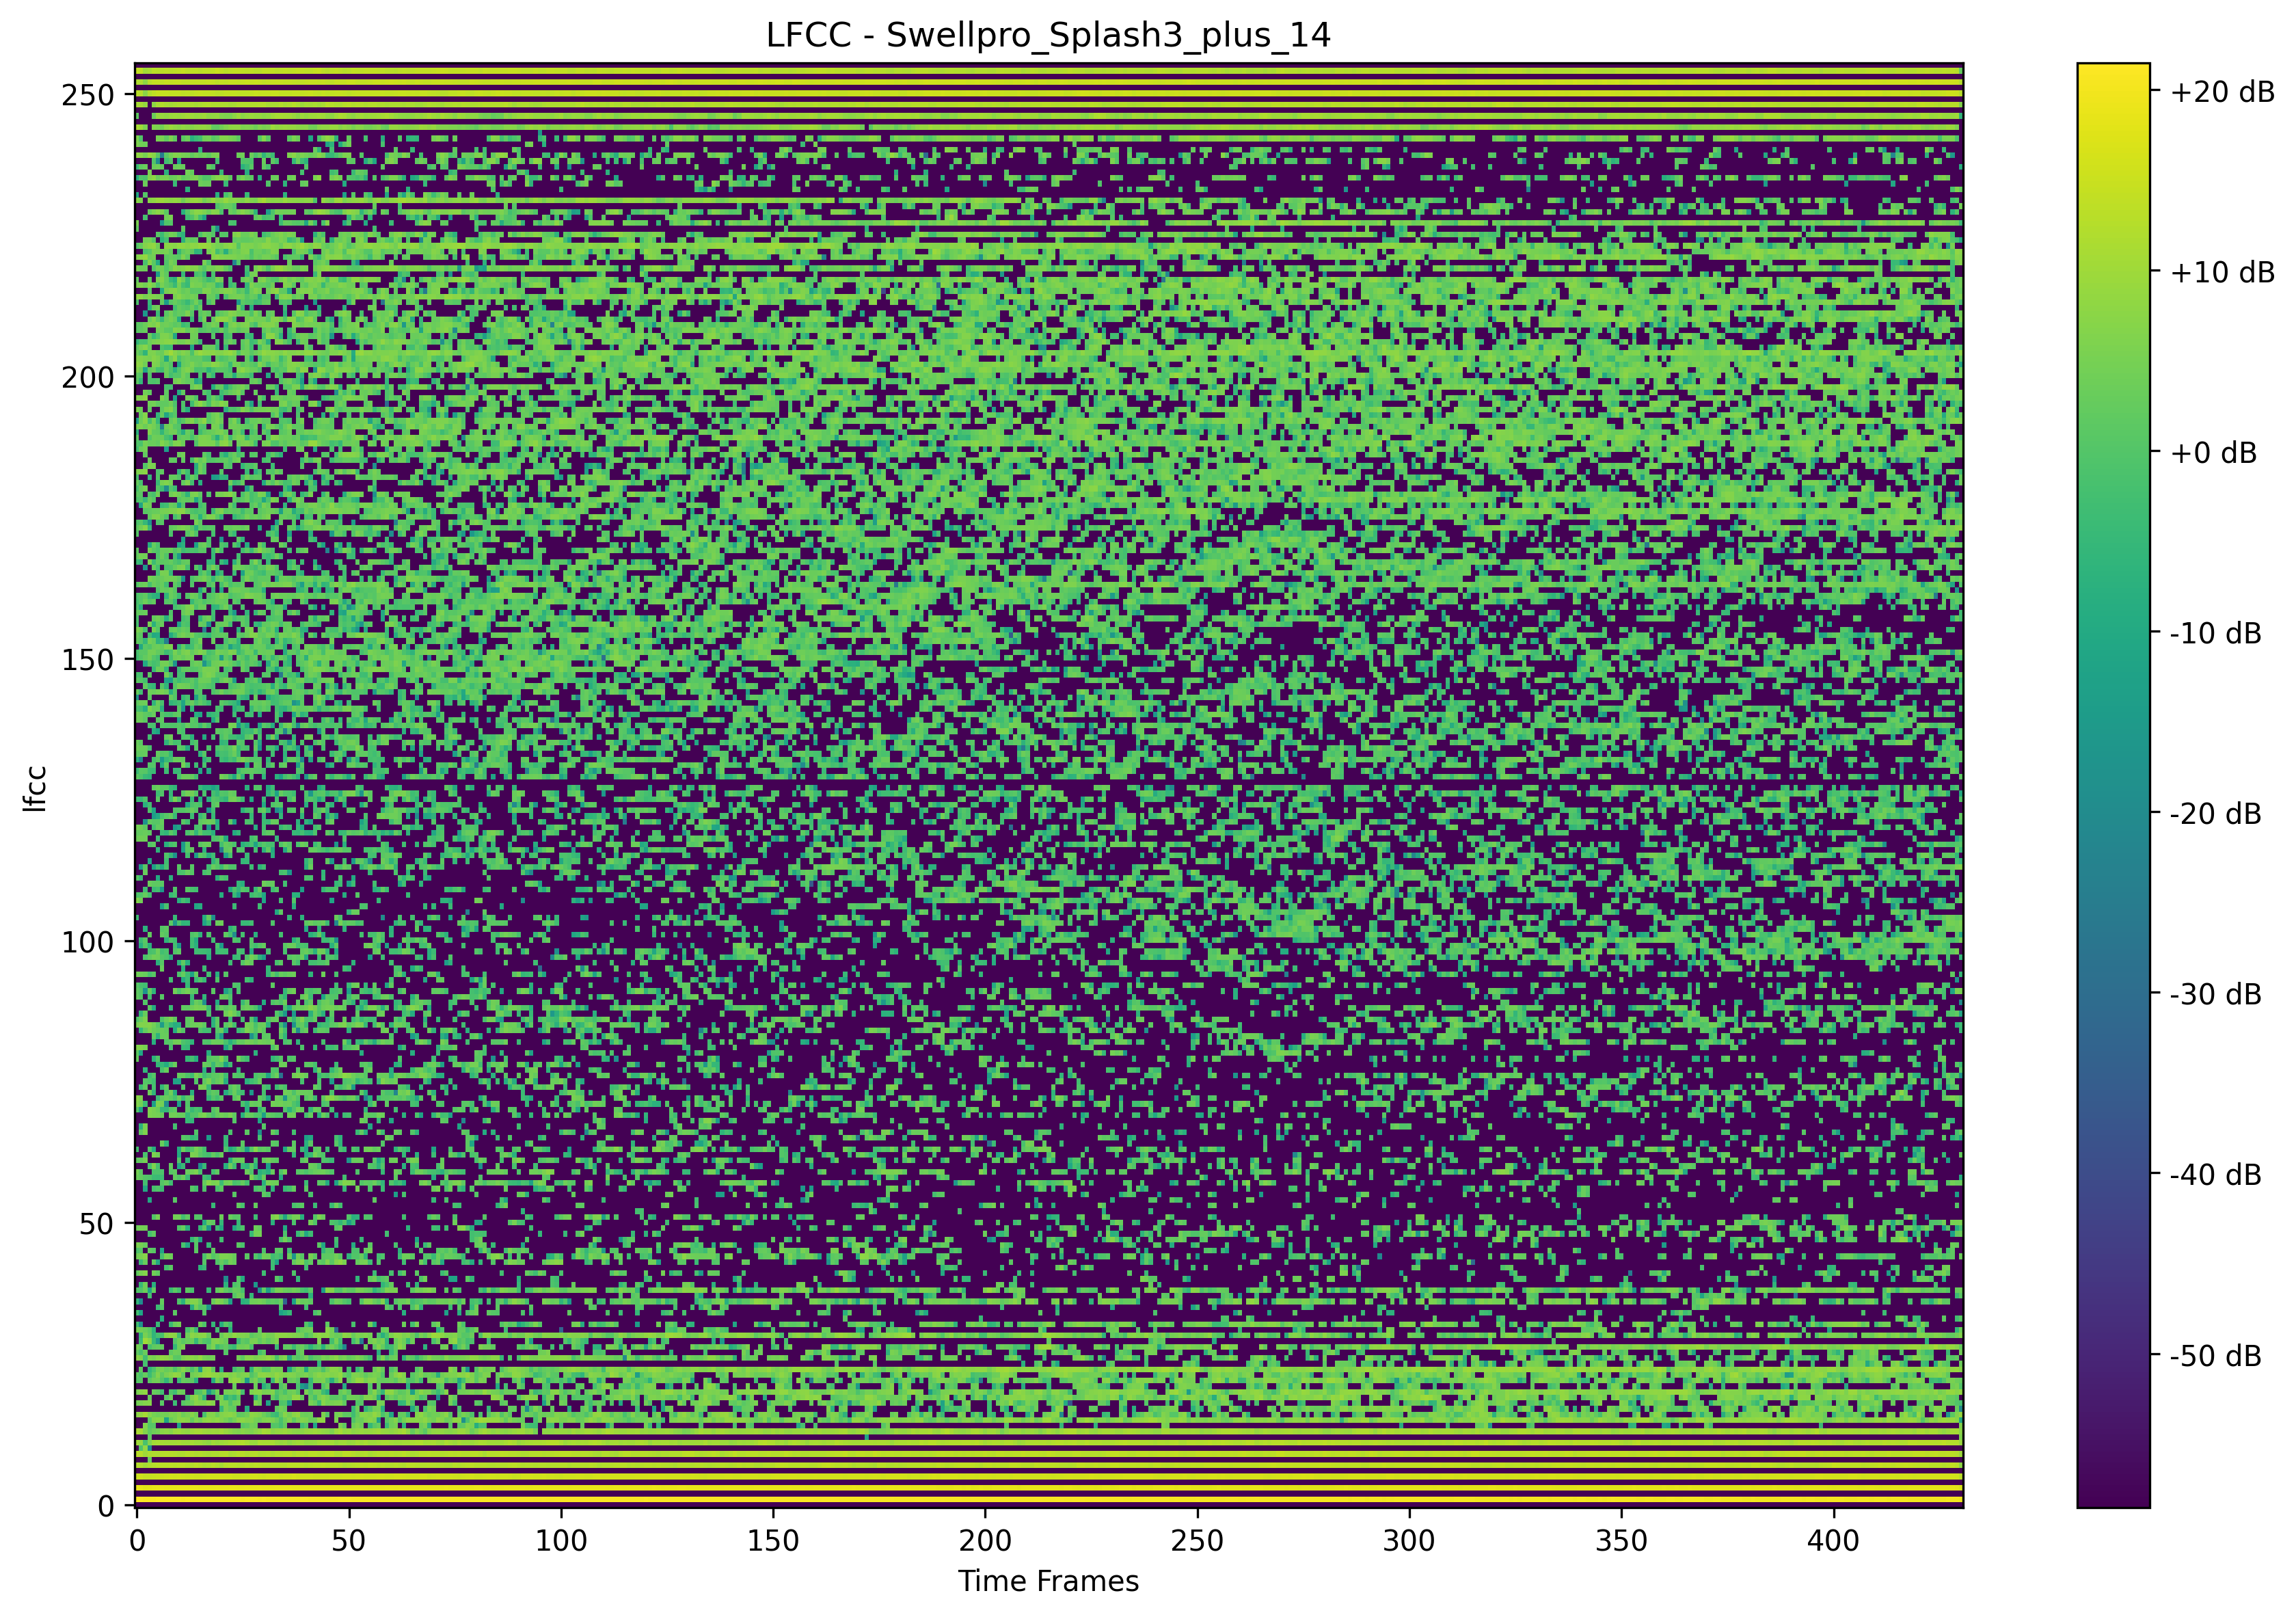 LFCC - Swellpro_Splash3_plus_14
lfcc
250
200
150
100
50
0
0 50 100 150 200 250 300 350 400
Time Frames
+20 dB
+10 dB
+0 dB
-10 dB
-20 dB
-30 dB
-40 dB
-50 dB